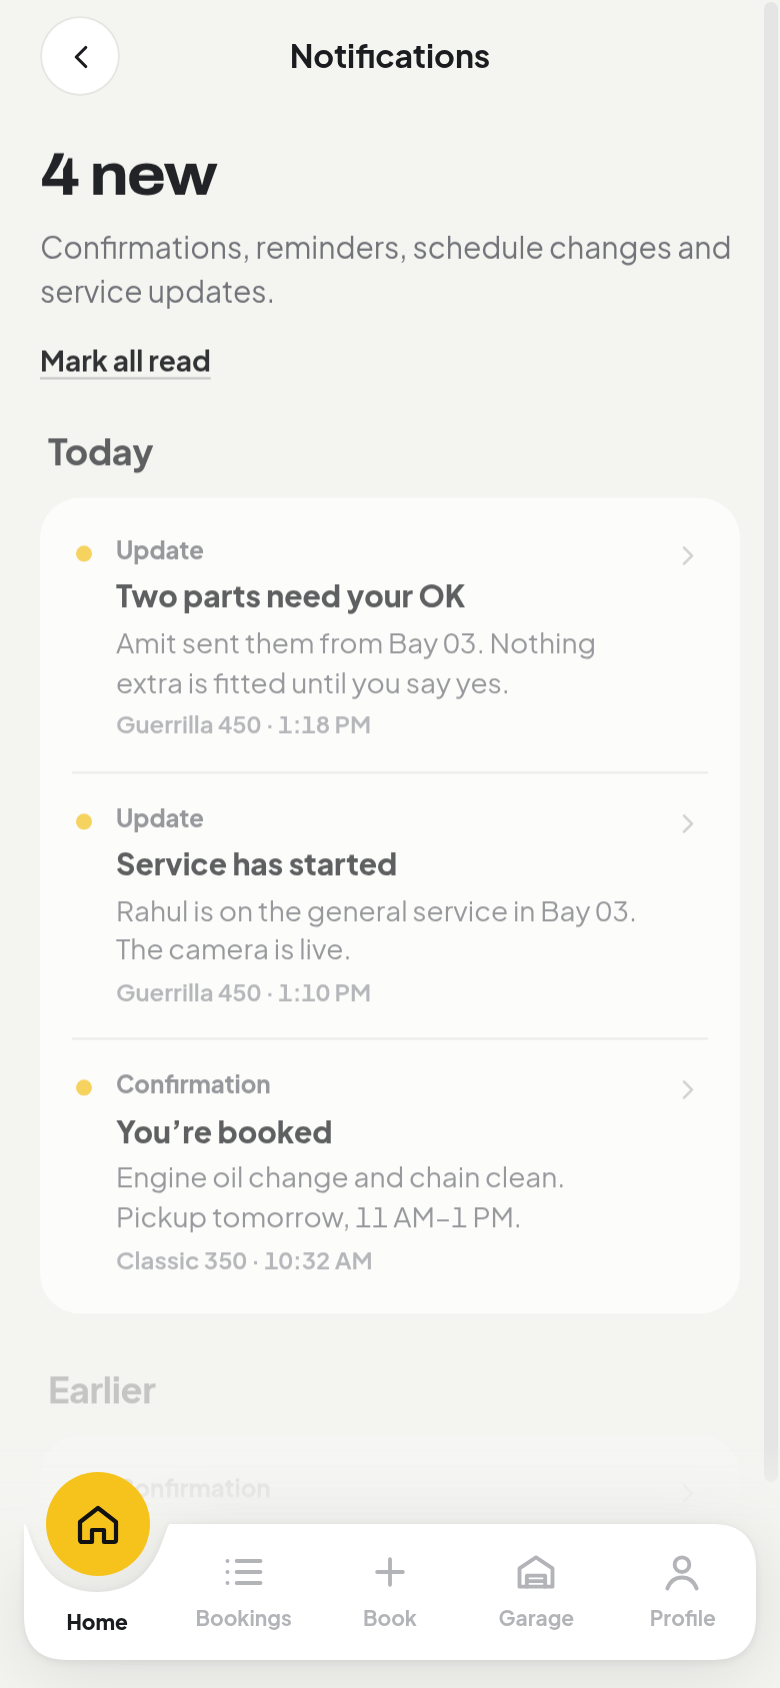 Notifications
4 new
Confirmations, reminders, schedule changes and
service updates.
Mark all read
Today
Update
Two parts need your OK
Amit sent them from Bay 03. Nothing
extra is fitted until you say yes.
Guerrilla 450 · 1:18 PM
Update
Service has started
Rahul is on the general service in Bay 03.
The camera is live.
Guerrilla 450 · 1:10 PM
Confirmation
You’re booked
Engine oil change and chain clean.
Pickup tomorrow, 11 AM–1 PM.
Classic 350 · 10:32 AM
Earlier
Confirmation
Home
Bookings
Book
Garage
Profile